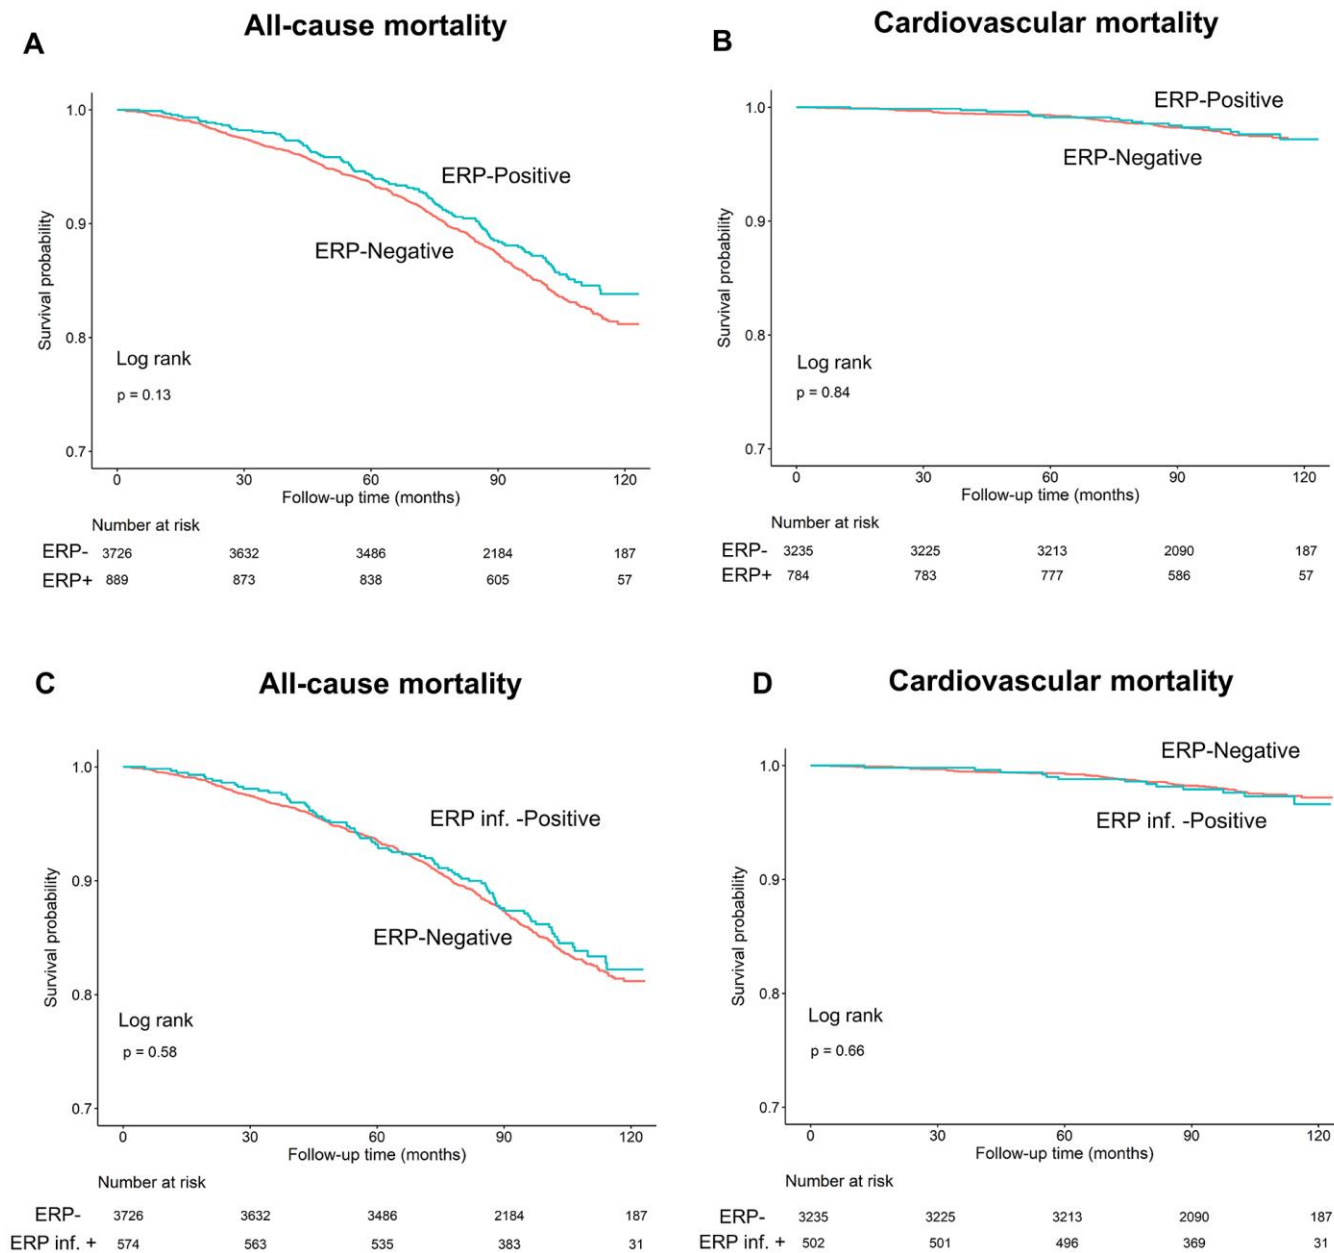 A
All-cause mortality
1.0
0.9
0.8
0.7
Survival probability
ERP-Positive
ERP-Negative
Log rank
p = 0.13
0 30 60 90 120
Follow-up time (months)
Number at risk
ERP- 3726 3632 3486 2184 187
ERP+ 889 873 838 605 57
B
Cardiovascular mortality
1.0
0.9
0.8
0.7
Survival probability
ERP-Positive
ERP-Negative
Log rank
p = 0.84
0 30 60 90 120
Follow-up time (months)
Number at risk
ERP- 3235 3225 3213 2090 187
ERP+ 784 783 777 586 57
C
All-cause mortality
1.0
0.9
0.8
0.7
Survival probability
ERP inf. -Positive
ERP-Negative
Log rank
p = 0.58
0 30 60 90 120
Follow-up time (months)
Number at risk
ERP- 3726 3632 3486 2184 187
ERP inf. + 574 563 535 383 31
D
Cardiovascular mortality
1.0
0.9
0.8
0.7
Survival probability
ERP-Negative
ERP inf. -Positive
Log rank
p = 0.66
0 30 60 90 120
Follow-up time (months)
Number at risk
ERP- 3235 3225 3213 2090 187
ERP inf. + 502 501 496 369 31